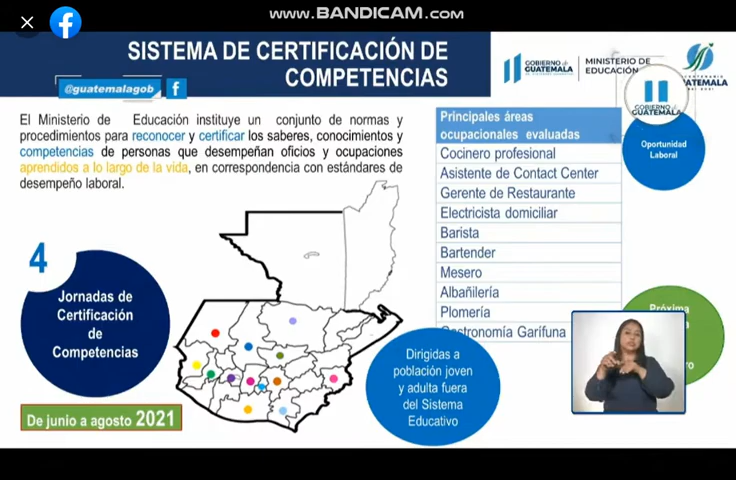 www.BANDICAM.com
SISTEMA DE CERTIFICACIÓN DE
COMPETENCIAS
@guatemalagob
GOBIERNO de
GUATEMALA
MINISTERIO DE
EDUCACIÓN
GOBIERNO de
GUATEMALA
El Ministerio de Educación instituye un conjunto de normas y
procedimientos para reconocer y certificar los saberes, conocimientos y
competencias de personas que desempeñan oficios y ocupaciones
aprendidos a lo largo de la vida, en correspondencia con estándares de
desempeño laboral.
Principales áreas
ocupacionales evaluadas
Cocinero profesional
Asistente de Contact Center
Gerente de Restaurante
Electricista domiciliar
Barista
Bartender
Mesero
Albañilería
Plomería
Gastronomía Garífuna
Oportunidad
Laboral
4
Jornadas de
Certificación
de
Competencias
De junio a agosto 2021
Dirigidas a
población joven
y adulta fuera
del Sistema
Educativo
Próxima